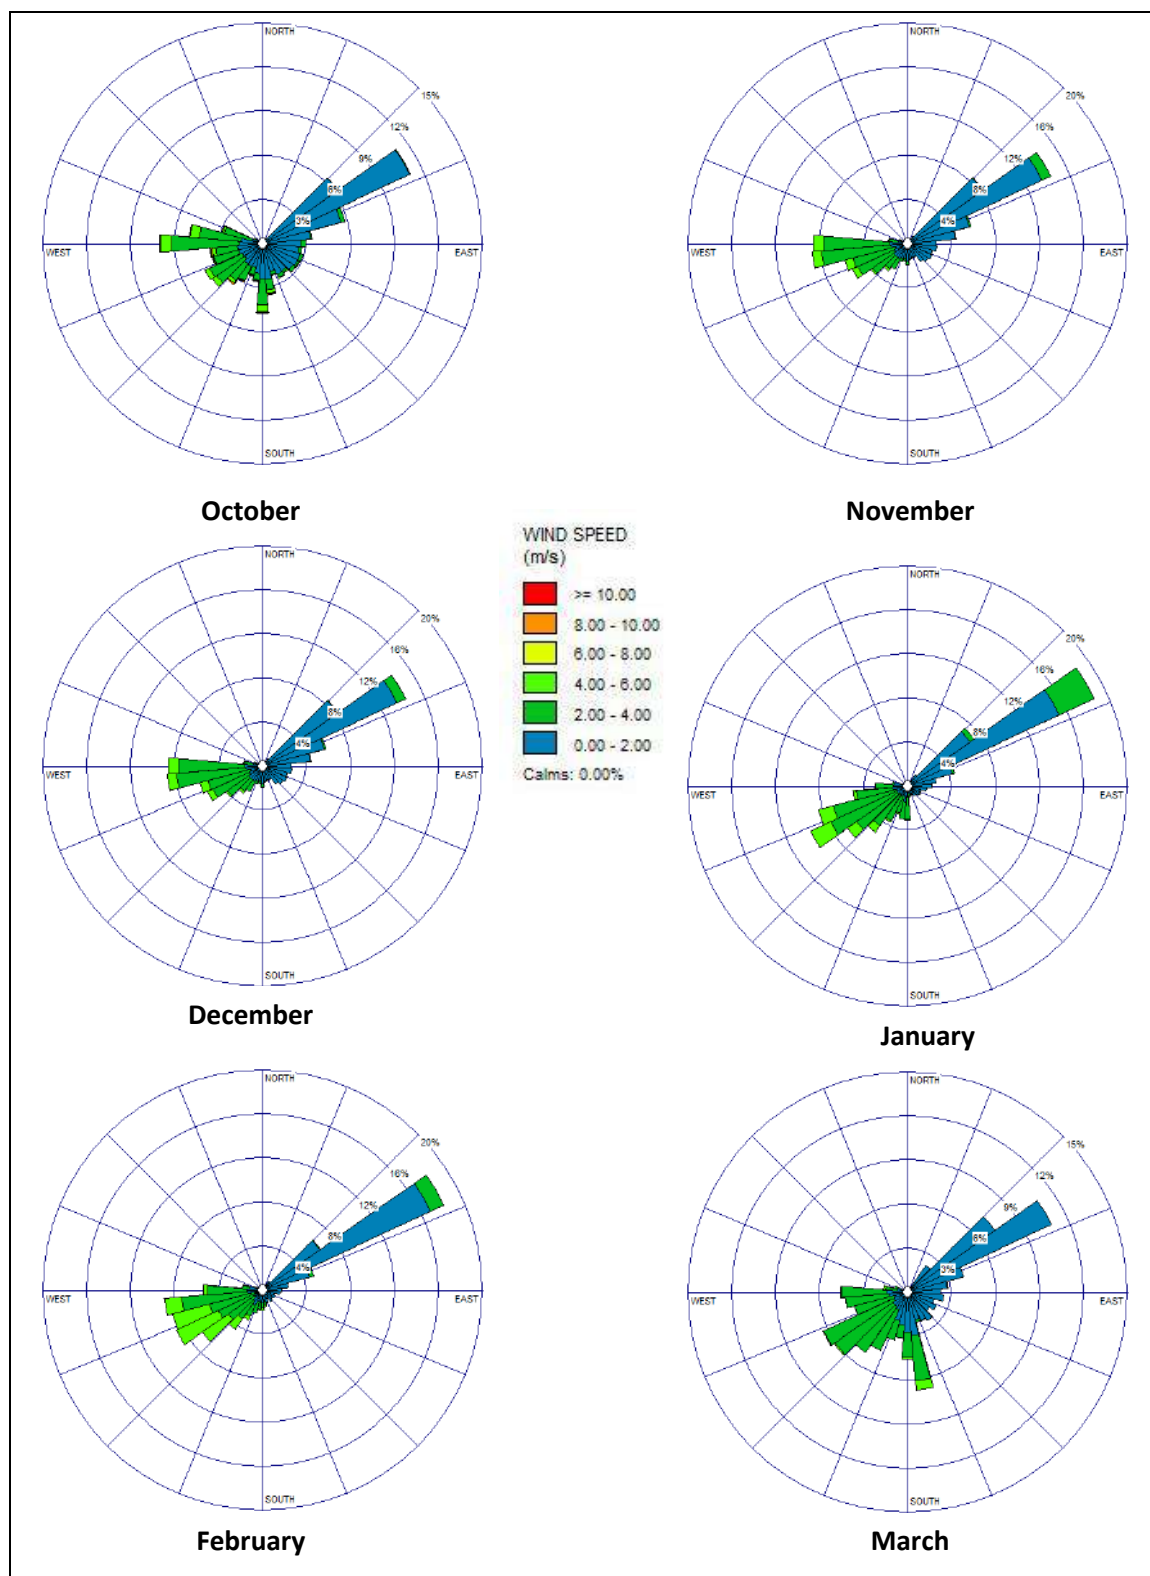 NORTH
15%
12%
9%
6%
3%
WEST
EAST
SOUTH
October
NORTH
20%
16%
12%
8%
4%
WEST
EAST
SOUTH
November
WIND SPEED
(m/s)
>= 10.00
8.00 - 10.00
6.00 - 8.00
4.00 - 6.00
2.00 - 4.00
0.00 - 2.00
Calms: 0.00%
NORTH
20%
16%
12%
8%
4%
WEST
EAST
SOUTH
December
NORTH
20%
16%
12%
8%
4%
WEST
EAST
SOUTH
January
NORTH
20%
16%
12%
8%
4%
WEST
EAST
SOUTH
February
NORTH
15%
12%
9%
6%
3%
WEST
EAST
SOUTH
March